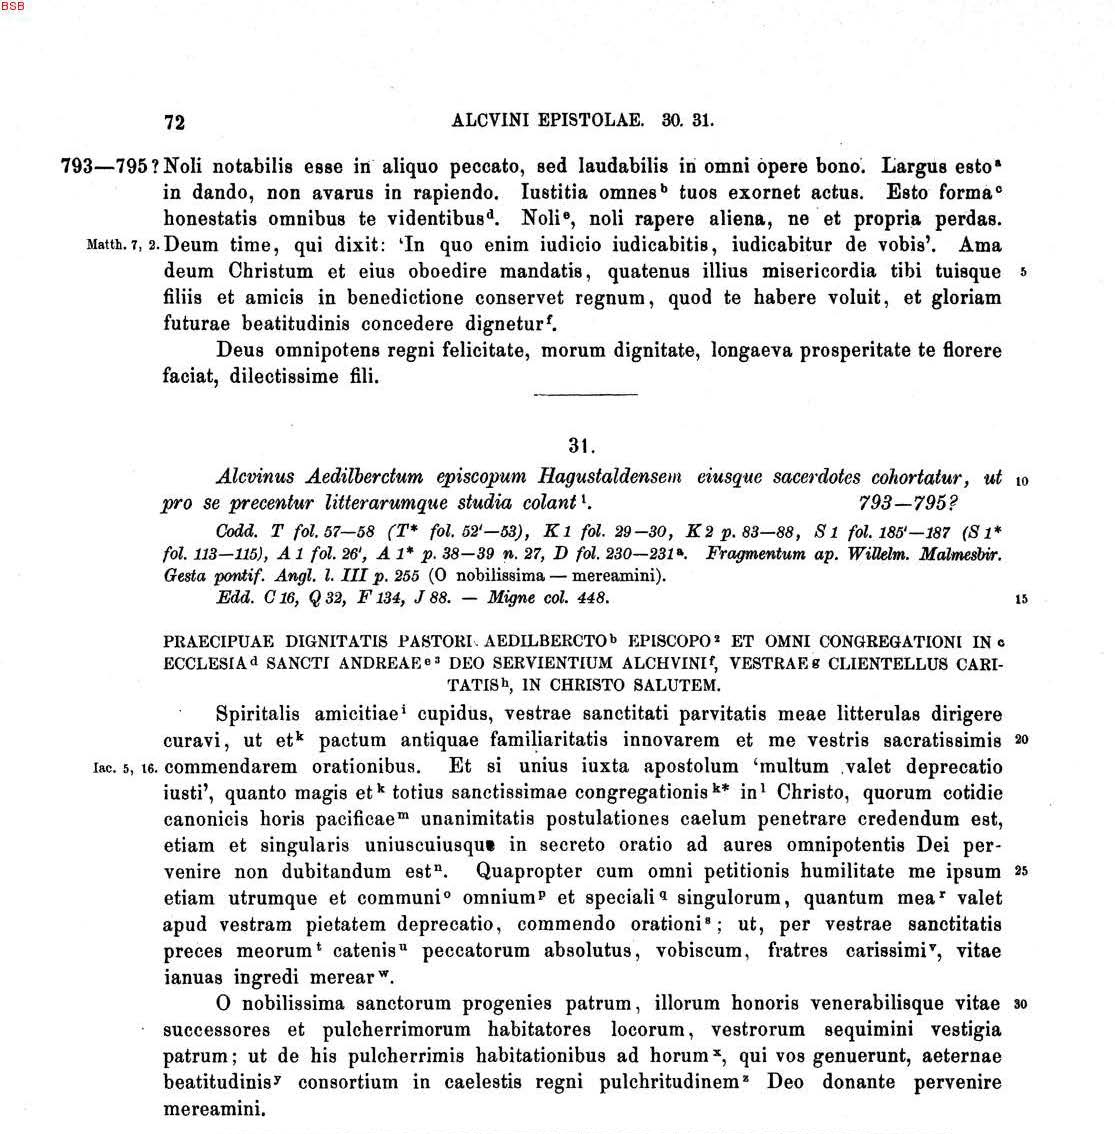 BSB
72 ALCVINI EPISTOLAE. 30. 31.
793—795? Noli notabilis esse in aliquo peccato, sed laudabilis in omni opere bono. Largus esto ᵃ
in dando, non avarus in rapiendo. Iustitia omnes ᵇ tuos exornet actus. Esto forma ᶜ
honestatis omnibus te videntibus ᵈ. Noli ᵉ, noli rapere aliena, ne et propria perdas.
Matth. 7, 2. Deum time, qui dixit: ‘In quo enim iudicio iudicabitis, iudicabitur de vobis’. Ama
deum Christum et eius oboedire mandatis, quatenus illius misericordia tibi tuisque 5
filiis et amicis in benedictione conservet regnum, quod te habere voluit, et gloriam
futurae beatitudinis concedere dignetur ᶠ.
Deus omnipotens regni felicitate, morum dignitate, longaeva prosperitate te florere
faciat, dilectissime fili.
31.
Alcvinus Aedilberctum episcopum Hagustaldensem eiusque sacerdotes cohortatur, ut 10
pro se precentur litterarumque studia colant ¹. 793—795?
Codd. T fol. 57—58 (T* fol. 52'—53), K 1 fol. 29—30, K 2 p. 83—88, S 1 fol. 185'—187 (S 1*
fol. 113—115), A 1 fol. 26', A 1* p. 38—39 n. 27, D fol. 230—231 ᵃ. Fragmentum ap. Willelm. Malmesbir.
Gesta pontif. Angl. l. III p. 255 (O nobilissima — mereamini).
Edd. C 16, Q 32, F 134, J 88. — Migne col. 448.
15
PRAECIPUAE DIGNITATIS PASTORI AEDILBERCTO ᵇ EPISCOPO ² ET OMNI CONGREGATIONI IN ᶜ
ECCLESIA ᵈ SANCTI ANDREAE ᵉ ³ DEO SERVIENTIUM ALCHVINI ᶠ, VESTRAE ᵍ CLIENTELLUS CARI-
TATIS ʰ, IN CHRISTO SALUTEM.
Spiritalis amicitiae ⁱ cupidus, vestrae sanctitati parvitatis meae litterulas dirigere
curavi, ut et ᵏ pactum antiquae familiaritatis innovarem et me vestris sacratissimis 20
Iac. 5, 16. commendarem orationibus. Et si unius iuxta apostolum ‘multum valet deprecatio
iusti’, quanto magis et ᵏ totius sanctissimae congregationis ᵏ* in ˡ Christo, quorum cotidie
canonicis horis pacificae ᵐ unanimitatis postulationes caelum penetrare credendum est,
etiam et singularis uniuscuiusque in secreto oratio ad aures omnipotentis Dei per-
venire non dubitandum est ⁿ. Quapropter cum omni petitionis humilitate me ipsum 25
etiam utrumque et communi ᵒ omnium ᵖ et speciali q singulorum, quantum mea ʳ valet
apud vestram pietatem deprecatio, commendo orationi ˢ; ut, per vestrae sanctitatis
preces meorum ᵗ catenis ᵘ peccatorum absolutus, vobiscum, fratres carissimi ᵛ, vitae
ianuas ingredi merear ʷ.
O nobilissima sanctorum progenies patrum, illorum honoris venerabilisque vitae 30
successores et pulcherrimorum habitatores locorum, vestrorum sequimini vestigia
patrum; ut de his pulcherrimis habitationibus ad horum ˣ, qui vos genuerunt, aeternae
beatitudinis ʸ consortium in caelestis regni pulchritudinem ᶻ Deo donante pervenire
mereamini.